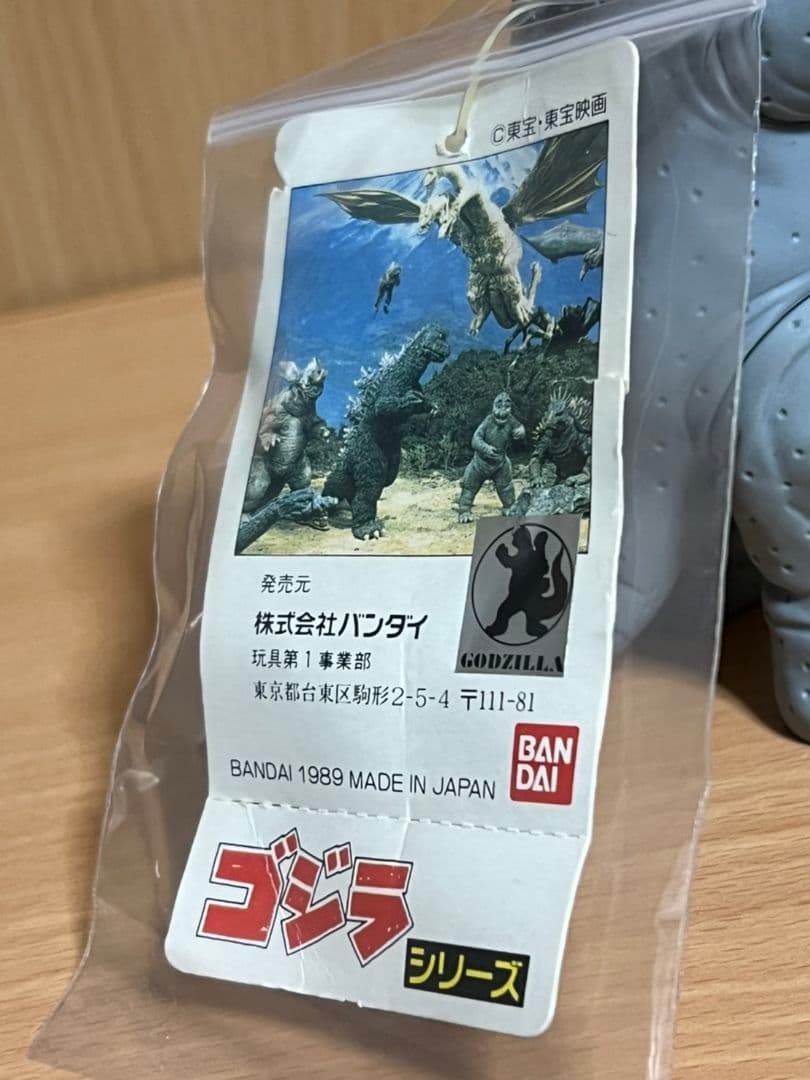 ©東宝・東宝映画
発売元
株式会社バンダイ
玩具第1事業部
東京都台東区駒形2-5-4 〒111-81
GODZILLA
BANDAI 1989 MADE IN JAPAN
BAN
DAI
ゴジラ
シリーズ